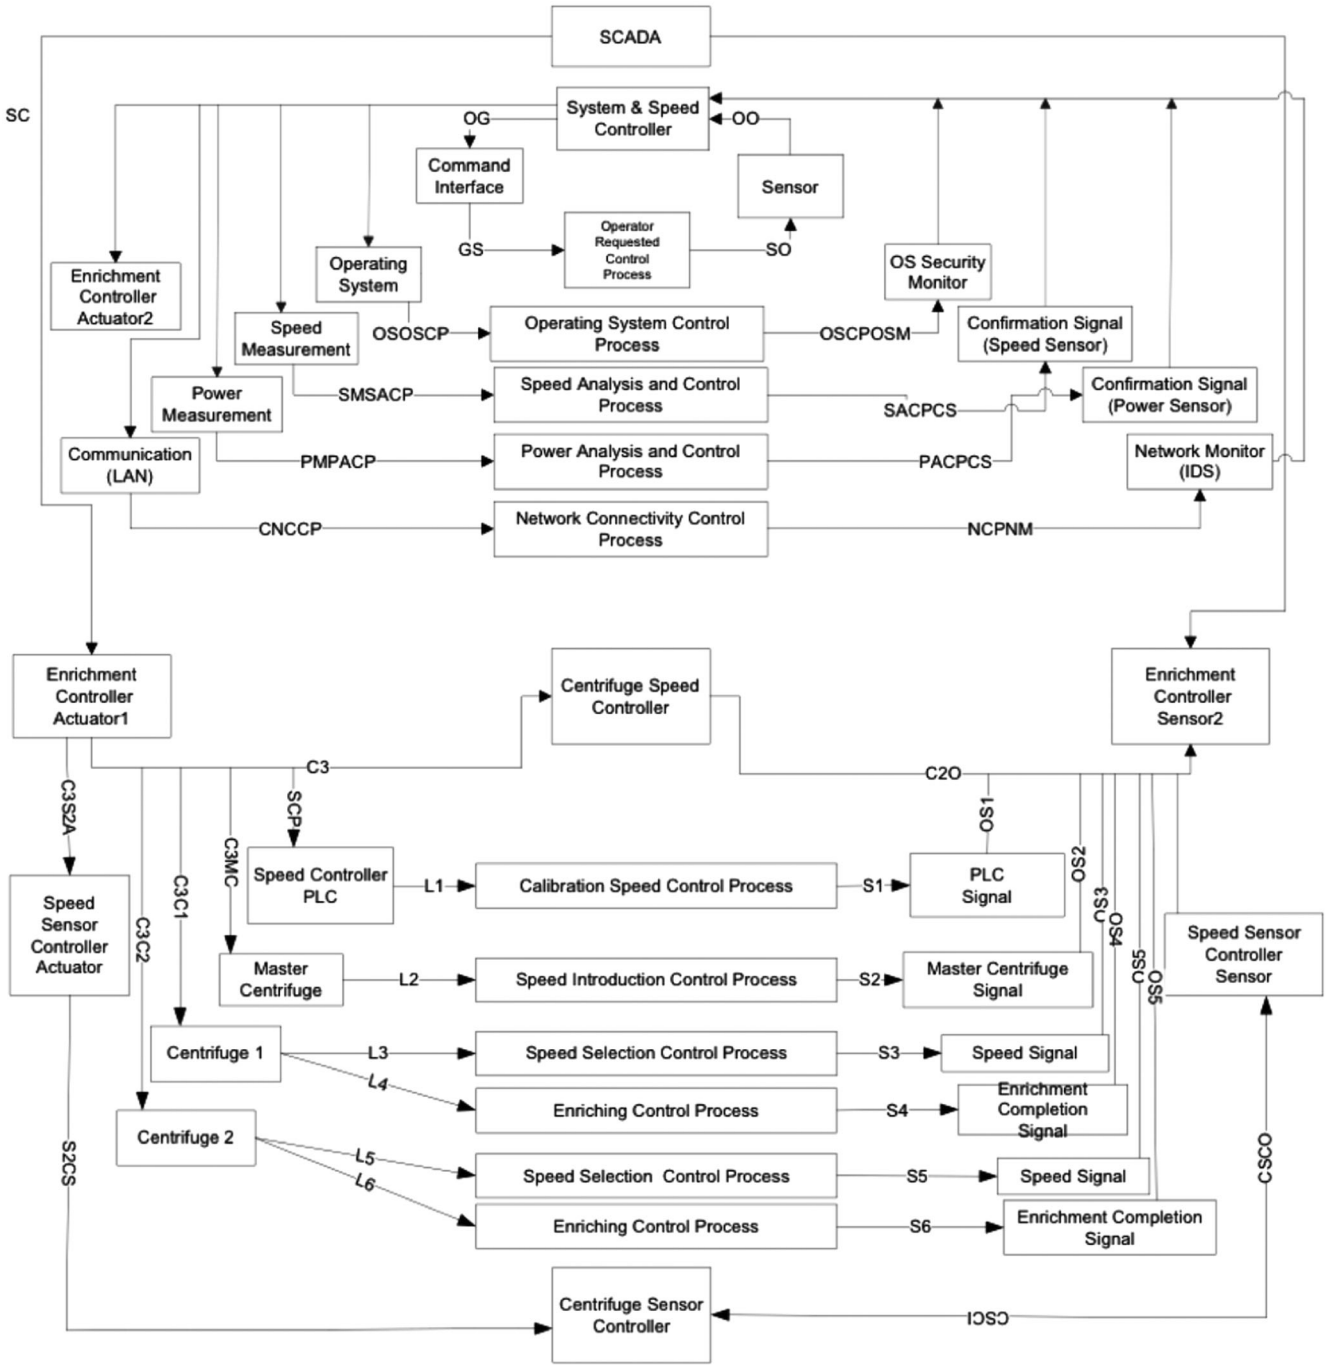 SCADA
SC
System & Speed
Controller
OG
OO
Command
Interface
Sensor
GS
Operator
Requested
Control
Process
SO
Enrichment
Controller
Actuator2
Operating
System
OS Security
Monitor
Speed
Measurement
OSOSCP
Operating System Control
Process
OSCPOSM
Confirmation Signal
(Speed Sensor)
Power
Measurement
SMSACP
Speed Analysis and Control
Process
SACPCS
Confirmation Signal
(Power Sensor)
Communication
(LAN)
PMPACP
Power Analysis and Control
Process
PACPCS
Network Monitor
(IDS)
CNCCP
Network Connectivity Control
Process
NCPNM
Enrichment
Controller
Actuator1
Centrifuge Speed
Controller
Enrichment
Controller
Sensor2
C3
C2O
C3S2A
SCP
C3MC
C3C1
C3C2
OS1
OS2
OS3
OS4
OS5
OS5
Speed Controller
PLC
L1
Calibration Speed Control Process
S1
PLC
Signal
Speed
Sensor
Controller
Actuator
Master
Centrifuge
L2
Speed Introduction Control Process
S2
Master Centrifuge
Signal
Speed Sensor
Controller
Sensor
Centrifuge 1
L3
Speed Selection Control Process
S3
Speed Signal
L4
Enriching Control Process
S4
Enrichment
Completion
Signal
Centrifuge 2
L5
Speed Selection Control Process
S5
Speed Signal
L6
Enriching Control Process
S6
Enrichment Completion
Signal
S2CS
CSCO
Centrifuge Sensor
Controller
CSCI